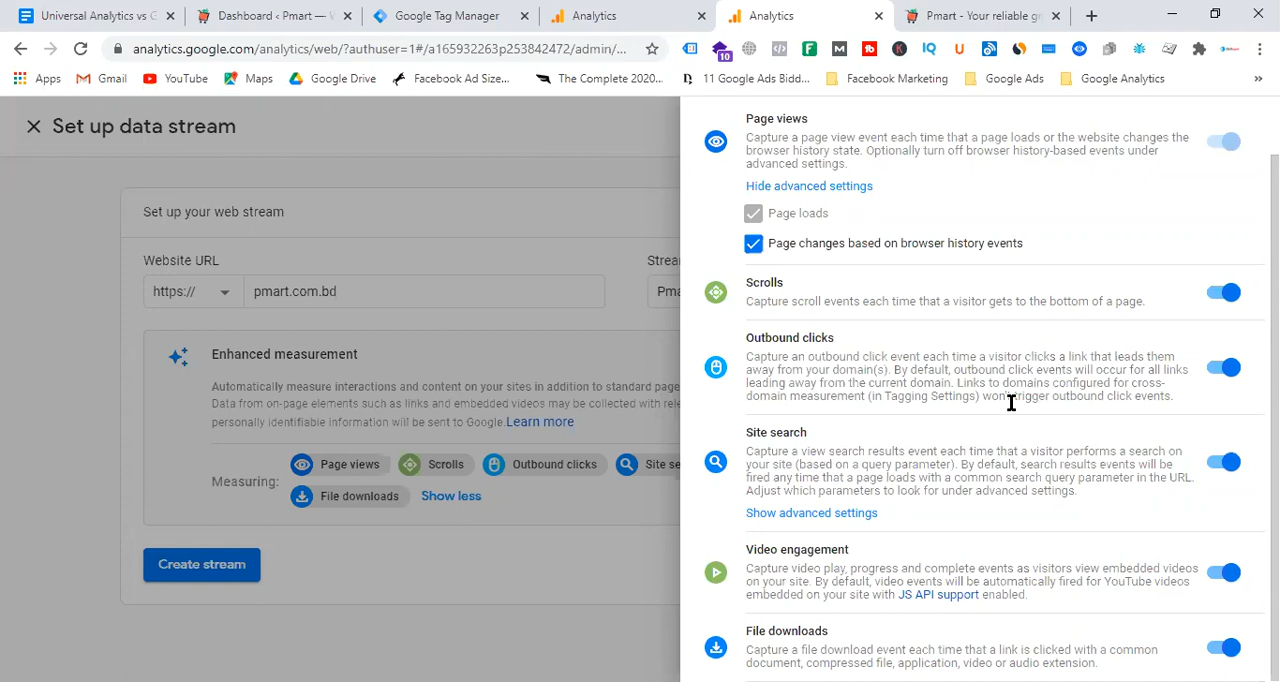 Universal Analytics vs G
Dashboard ‹ Pmart —
Google Tag Manager
Analytics
Analytics
Pmart - Your reliable gr
analytics.google.com/analytics/web/?authuser=1#/a165932263p253842472/admin/...
10
Apps
Gmail
YouTube
Maps
Google Drive
Facebook Ad Size...
The Complete 2020...
11 Google Ads Bidd...
Facebook Marketing
Google Ads
Google Analytics
»
Set up data stream
Set up your web stream
Website URL
https://
pmart.com.bd
Enhanced measurement
Automatically measure interactions and content on your sites in addition to standard page
Data from on-page elements such as links and embedded videos may be collected with rele
personally identifiable information will be sent to Google. Learn more
Measuring:
Page views
Scrolls
Outbound clicks
Site se
File downloads
Show less
Create stream
Page views
Capture a page view event each time that a page loads or the website changes the
browser history state. Optionally turn off browser history-based events under
advanced settings.
Hide advanced settings
Page loads
Page changes based on browser history events
Scrolls
Capture scroll events each time that a visitor gets to the bottom of a page.
Outbound clicks
Capture an outbound click event each time a visitor clicks a link that leads them
away from your domain(s). By default, outbound click events will occur for all links
leading away from the current domain. Links to domains configured for cross-
domain measurement (in Tagging Settings) won't trigger outbound click events.
Site search
Capture a view search results event each time that a visitor performs a search on
your site (based on a query parameter). By default, search results events will be
fired any time that a page loads with a common search query parameter in the URL.
Adjust which parameters to look for under advanced settings.
Show advanced settings
Video engagement
Capture video play, progress and complete events as visitors view embedded videos
on your site. By default, video events will be automatically fired for YouTube videos
embedded on your site with JS API support enabled.
File downloads
Capture a file download event each time that a link is clicked with a common
document, compressed file, application, video or audio extension.